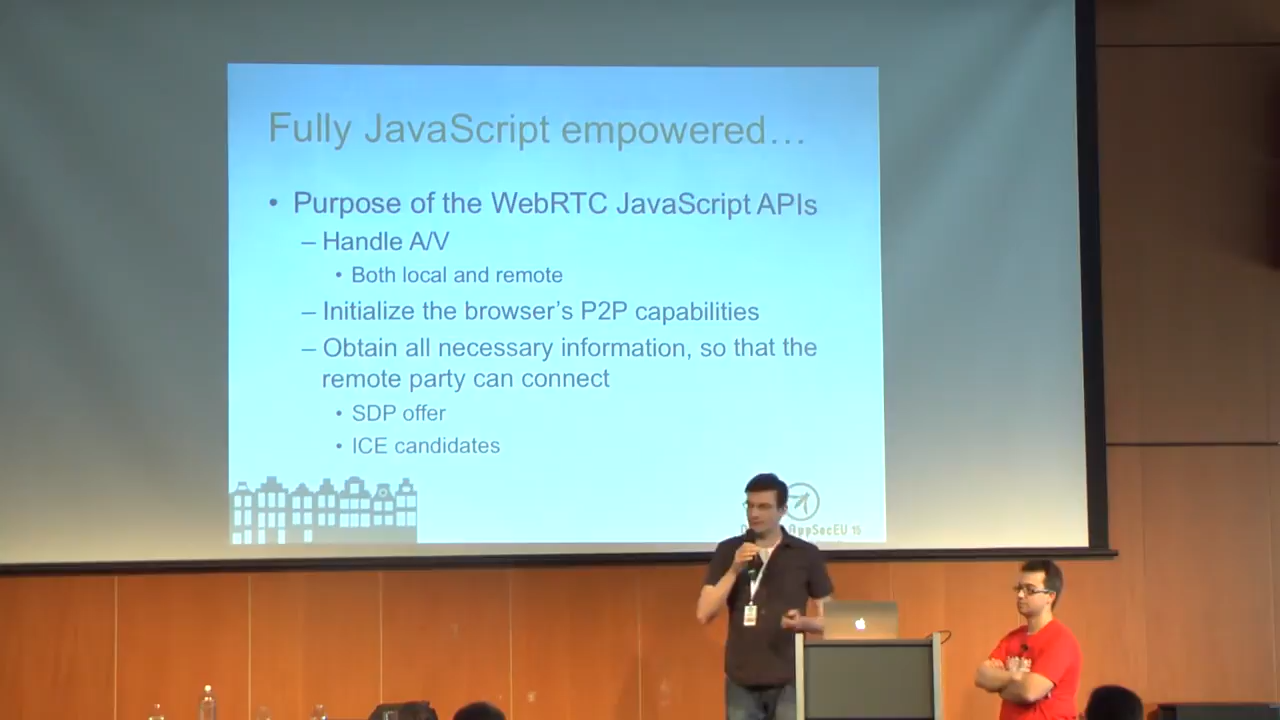 Fully JavaScript empowered…
• Purpose of the WebRTC JavaScript APIs
– Handle A/V
• Both local and remote
– Initialize the browser's P2P capabilities
– Obtain all necessary information, so that the
remote party can connect
• SDP offer
• ICE candidates
AppSecEU 15